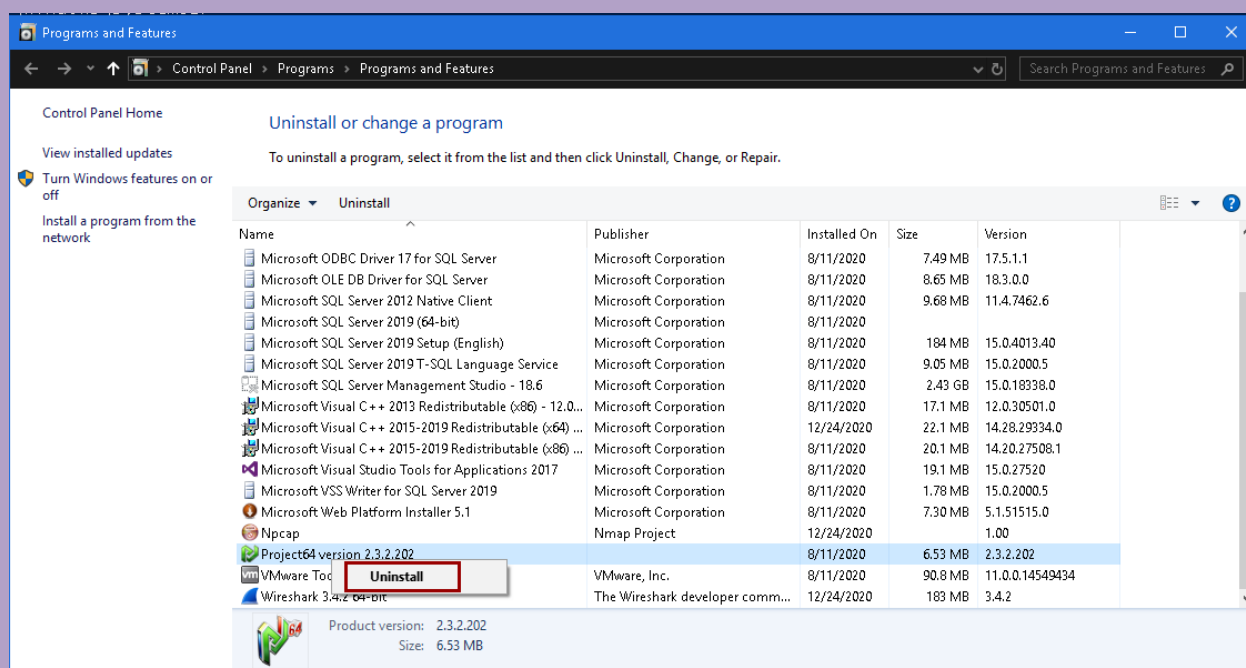 Programs and Features
Control Panel > Programs > Programs and Features
Search Programs and Features
Control Panel Home
View installed updates
Turn Windows features on or
off
Install a program from the
network
Uninstall or change a program
To uninstall a program, select it from the list and then click Uninstall, Change, or Repair.
Organize Uninstall
Name Publisher Installed On Size Version
Microsoft ODBC Driver 17 for SQL Server Microsoft Corporation 8/11/2020 7.49 MB 17.5.1.1
Microsoft OLE DB Driver for SQL Server Microsoft Corporation 8/11/2020 8.65 MB 18.3.0.0
Microsoft SQL Server 2012 Native Client Microsoft Corporation 8/11/2020 9.68 MB 11.4.7462.6
Microsoft SQL Server 2019 (64-bit) Microsoft Corporation 8/11/2020
Microsoft SQL Server 2019 Setup (English) Microsoft Corporation 8/11/2020 184 MB 15.0.4013.40
Microsoft SQL Server 2019 T-SQL Language Service Microsoft Corporation 8/11/2020 9.05 MB 15.0.2000.5
Microsoft SQL Server Management Studio - 18.6 Microsoft Corporation 8/11/2020 2.43 GB 15.0.18338.0
Microsoft Visual C++ 2013 Redistributable (x86) - 12.0... Microsoft Corporation 8/11/2020 17.1 MB 12.0.30501.0
Microsoft Visual C++ 2015-2019 Redistributable (x64) ... Microsoft Corporation 12/24/2020 22.1 MB 14.28.29334.0
Microsoft Visual C++ 2015-2019 Redistributable (x86) ... Microsoft Corporation 8/11/2020 20.1 MB 14.20.27508.1
Microsoft Visual Studio Tools for Applications 2017 Microsoft Corporation 8/11/2020 19.1 MB 15.0.27520
Microsoft VSS Writer for SQL Server 2019 Microsoft Corporation 8/11/2020 1.78 MB 15.0.2000.5
Microsoft Web Platform Installer 5.1 Microsoft Corporation 8/11/2020 7.30 MB 5.1.51515.0
Npcap Nmap Project 12/24/2020 1.00
Project64 version 2.3.2.202 8/11/2020 6.53 MB 2.3.2.202
VMware Too VMware, Inc. 8/11/2020 90.8 MB 11.0.0.14549434
Uninstall
Wireshark 3.4.2 64-bit The Wireshark developer comm... 12/24/2020 183 MB 3.4.2
64
Product version: 2.3.2.202
Size: 6.53 MB